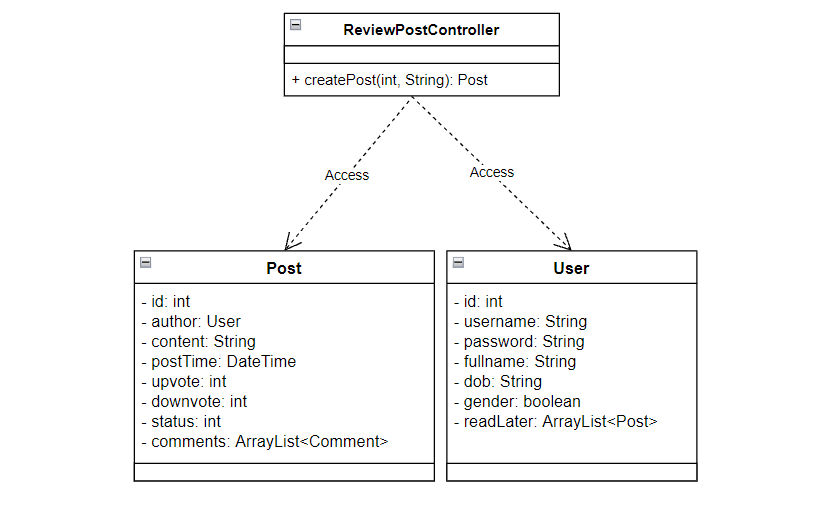 ReviewPostController
+ createPost(int, String): Post
Access
Access
Post
- id: int
- author: User
- content: String
- postTime: DateTime
- upvote: int
- downvote: int
- status: int
- comments: ArrayList<Comment>
User
- id: int
- username: String
- password: String
- fullname: String
- dob: String
- gender: boolean
- readLater: ArrayList<Post>